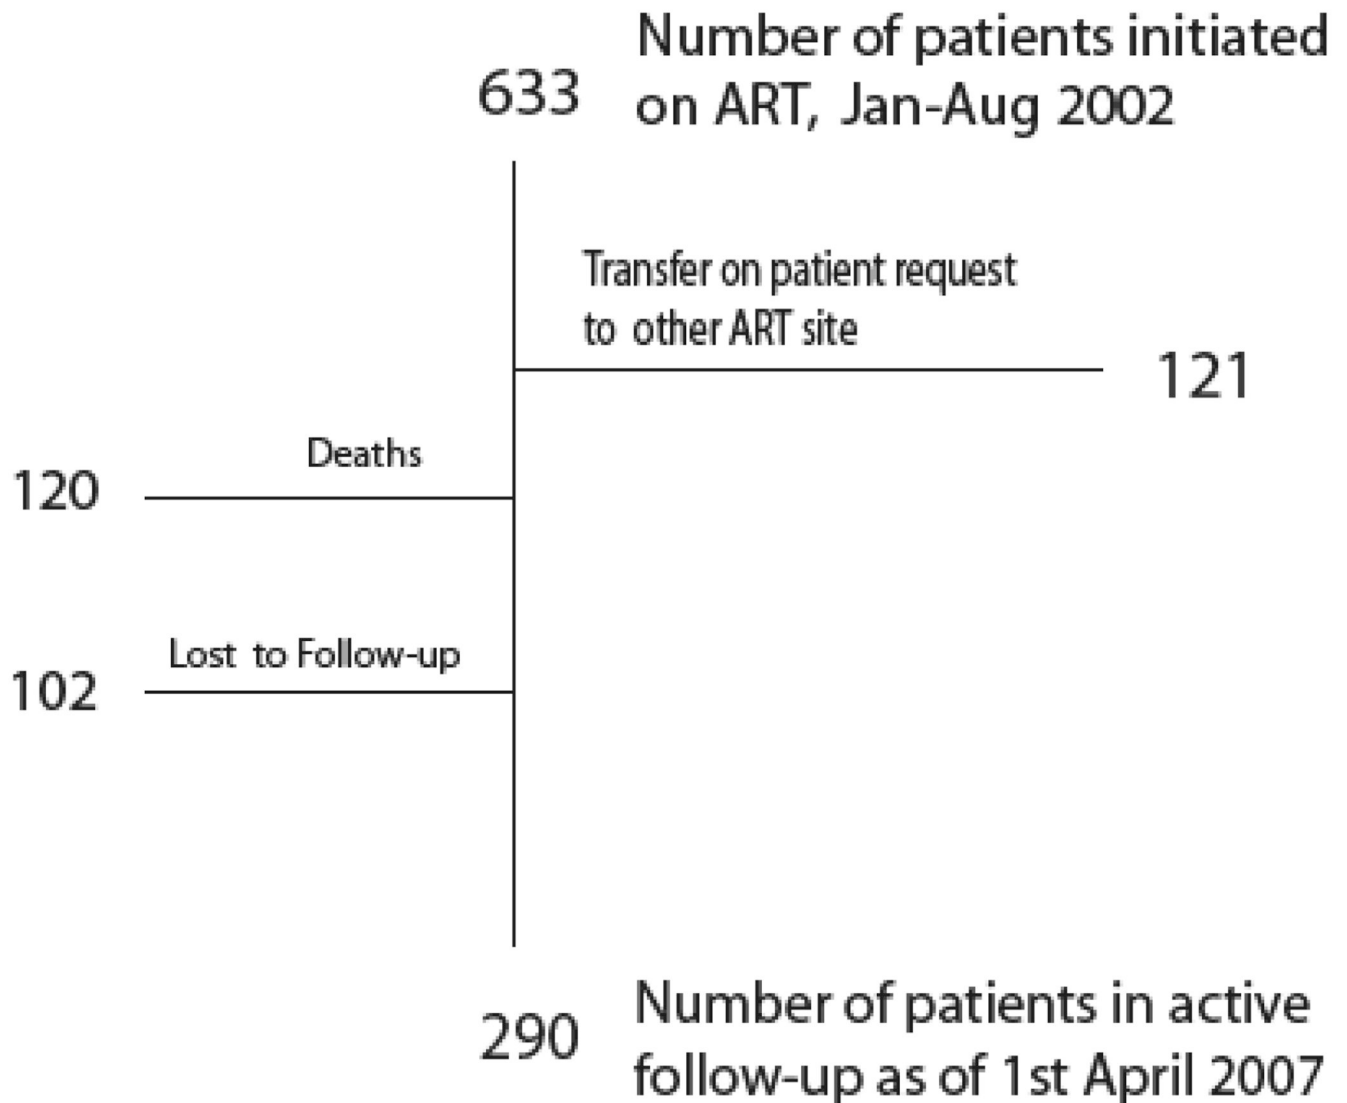 633
Number of patients initiated
on ART, Jan-Aug 2002
Transfer on patient request
to other ART site
121
Deaths
120
Lost to Follow-up
102
290
Number of patients in active
follow-up as of 1st April 2007